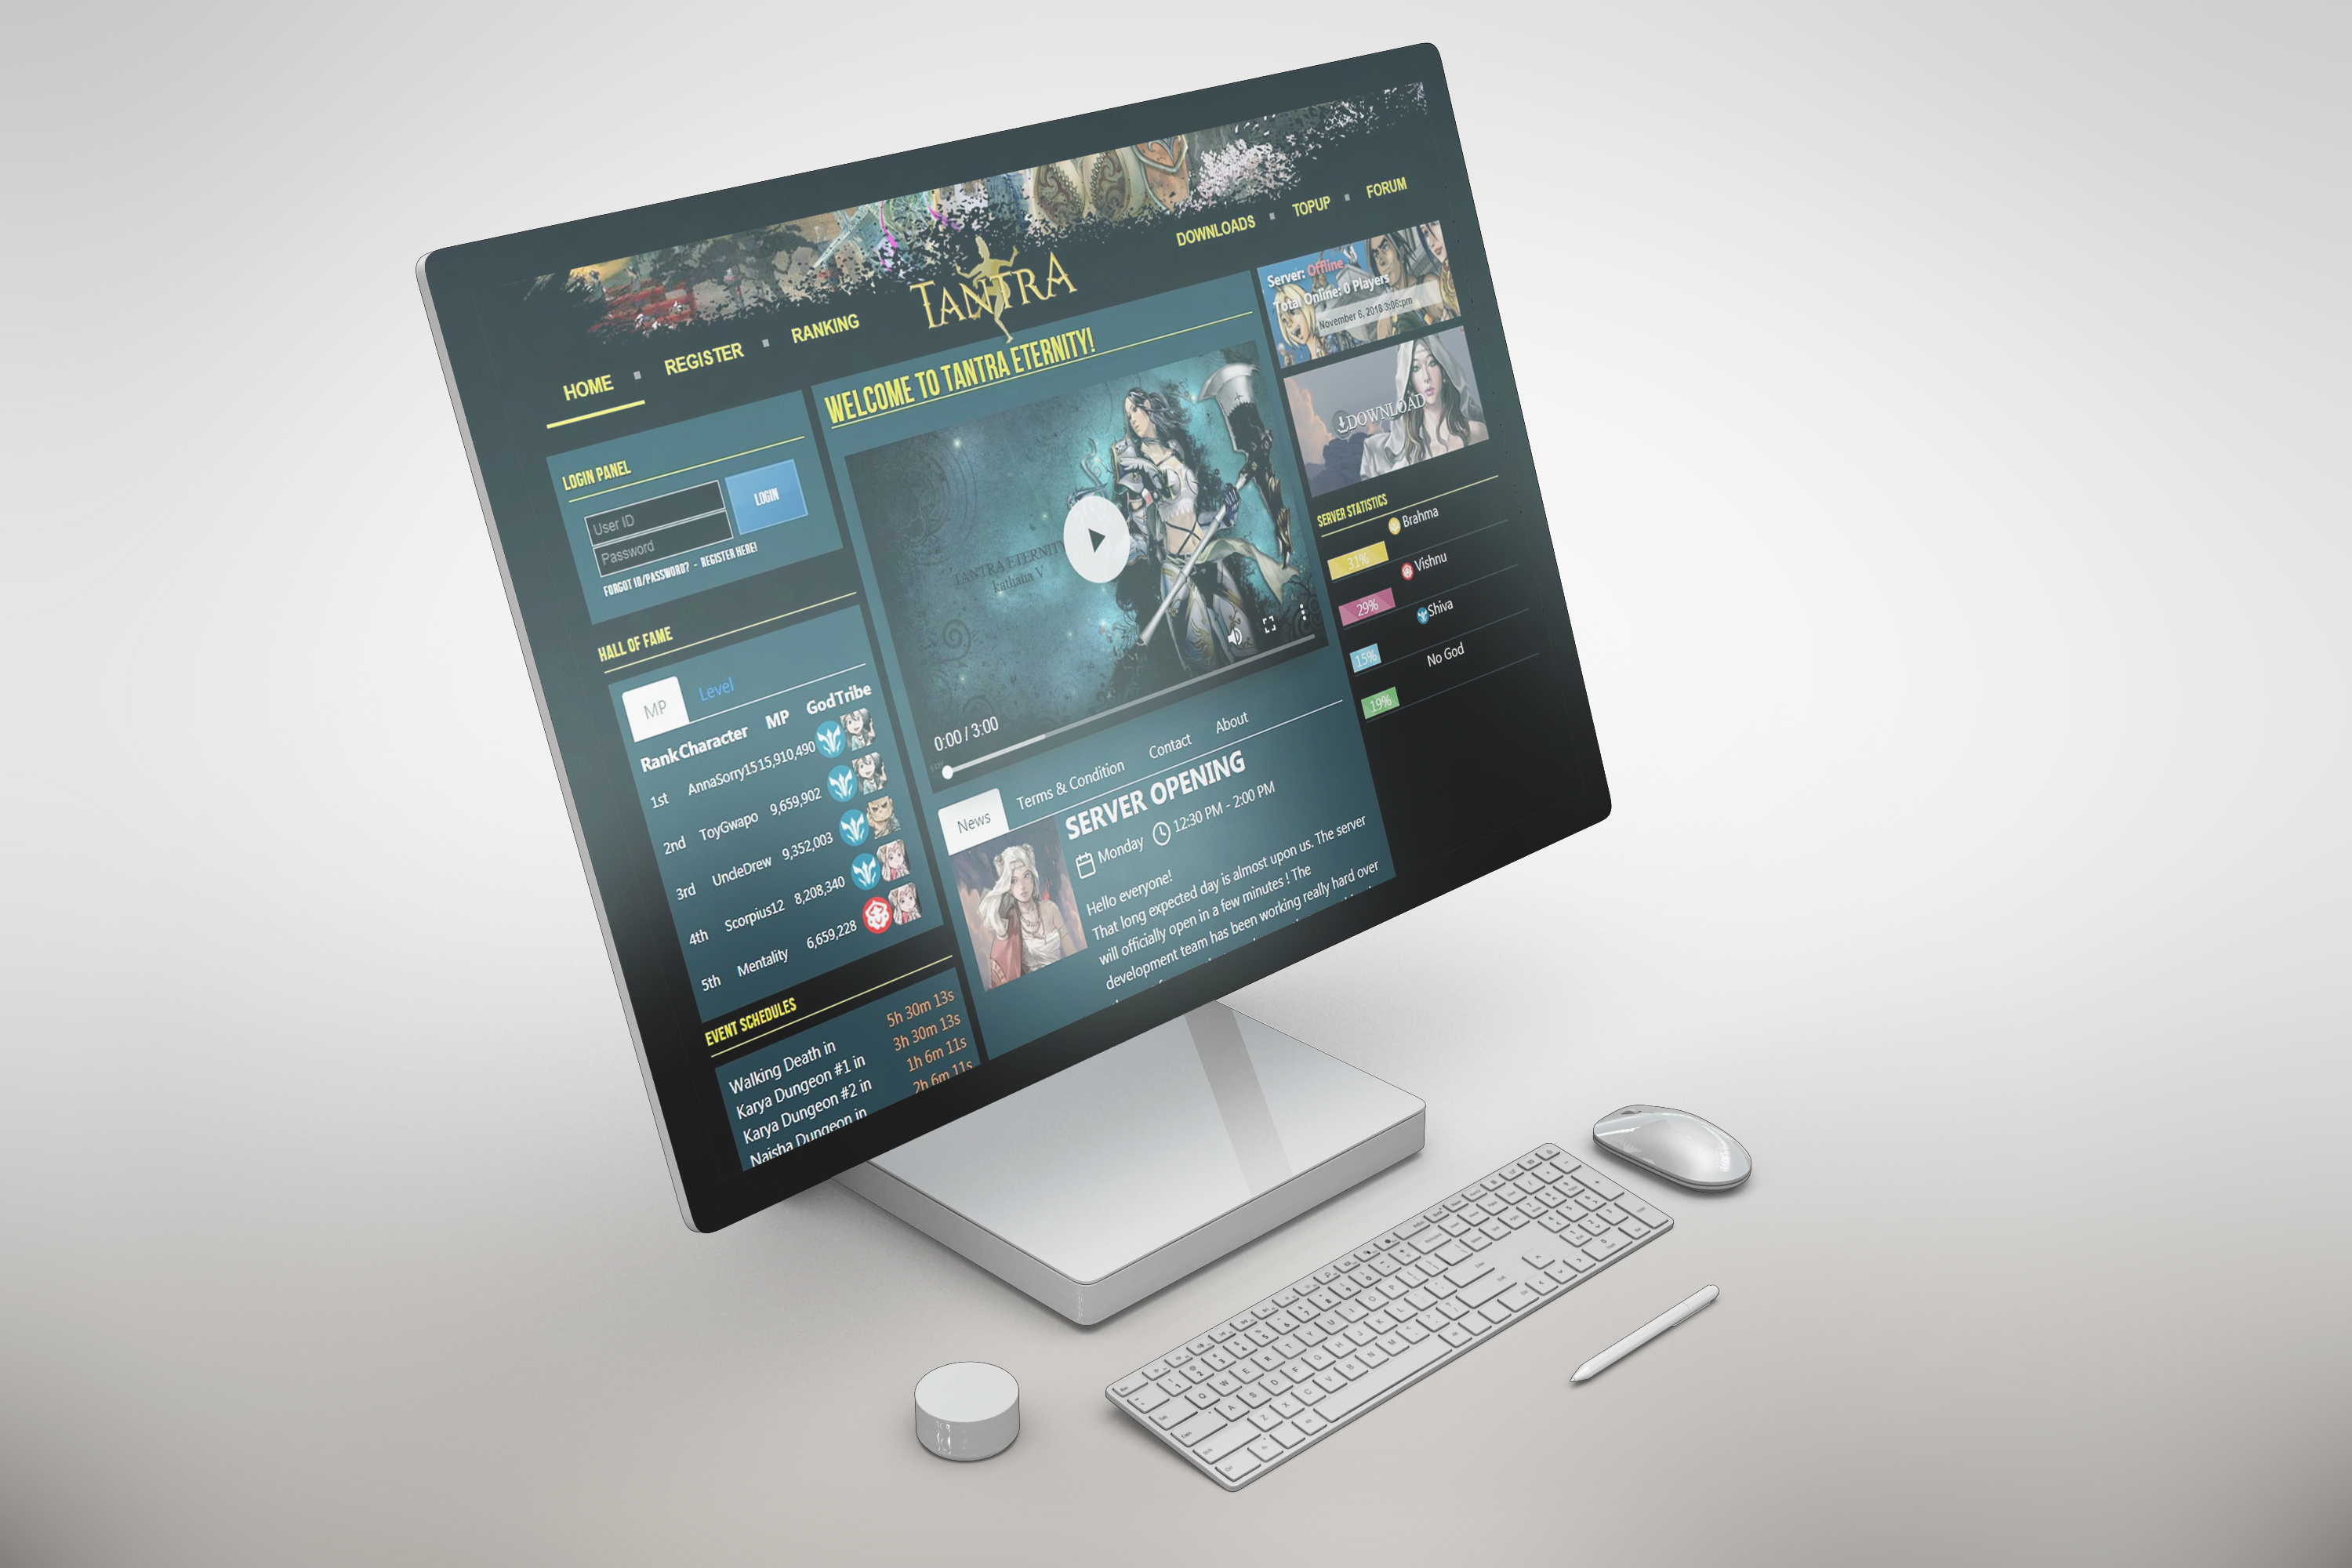 HOME
REGISTER
RANKING
TANTRA
DOWNLOADS
TOPUP
FORUM
LOGIN PANEL
User ID
Password
LOGIN
FORGOT ID/PASSWORD? - REGISTER HERE!
HALL OF FAME
MP Level
Rank Character MP God Tribe
1st AnnaSorry15 15,910,490
2nd ToyGwapo 9,659,902
3rd UncleDrew 9,352,003
4th Scorpius12 8,208,340
5th Mentality 6,659,228
EVENT SCHEDULES
Walking Death in 5h 30m 13s
Karya Dungeon #1 in 3h 30m 13s
Karya Dungeon #2 in 1h 6m 11s
Naisha Dungeon in 2h 6m 11s
WELCOME TO TANTRA ETERNITY!
TANTRA ETERNITY
kathana V
0:00 / 3:00
News Terms & Condition Contact About
SERVER OPENING
Monday 12:30 PM - 2:00 PM
Hello everyone!
That long expected day is almost upon us. The server
will officially open in a few minutes ! The
development team has been working really hard over
Server: Offline
Total Online: 0 Players
November 6, 2018 3:06:pm
DOWNLOAD
SERVER STATISTICS
Brahma
31%
Vishnu
29%
Shiva
15%
No God
19%